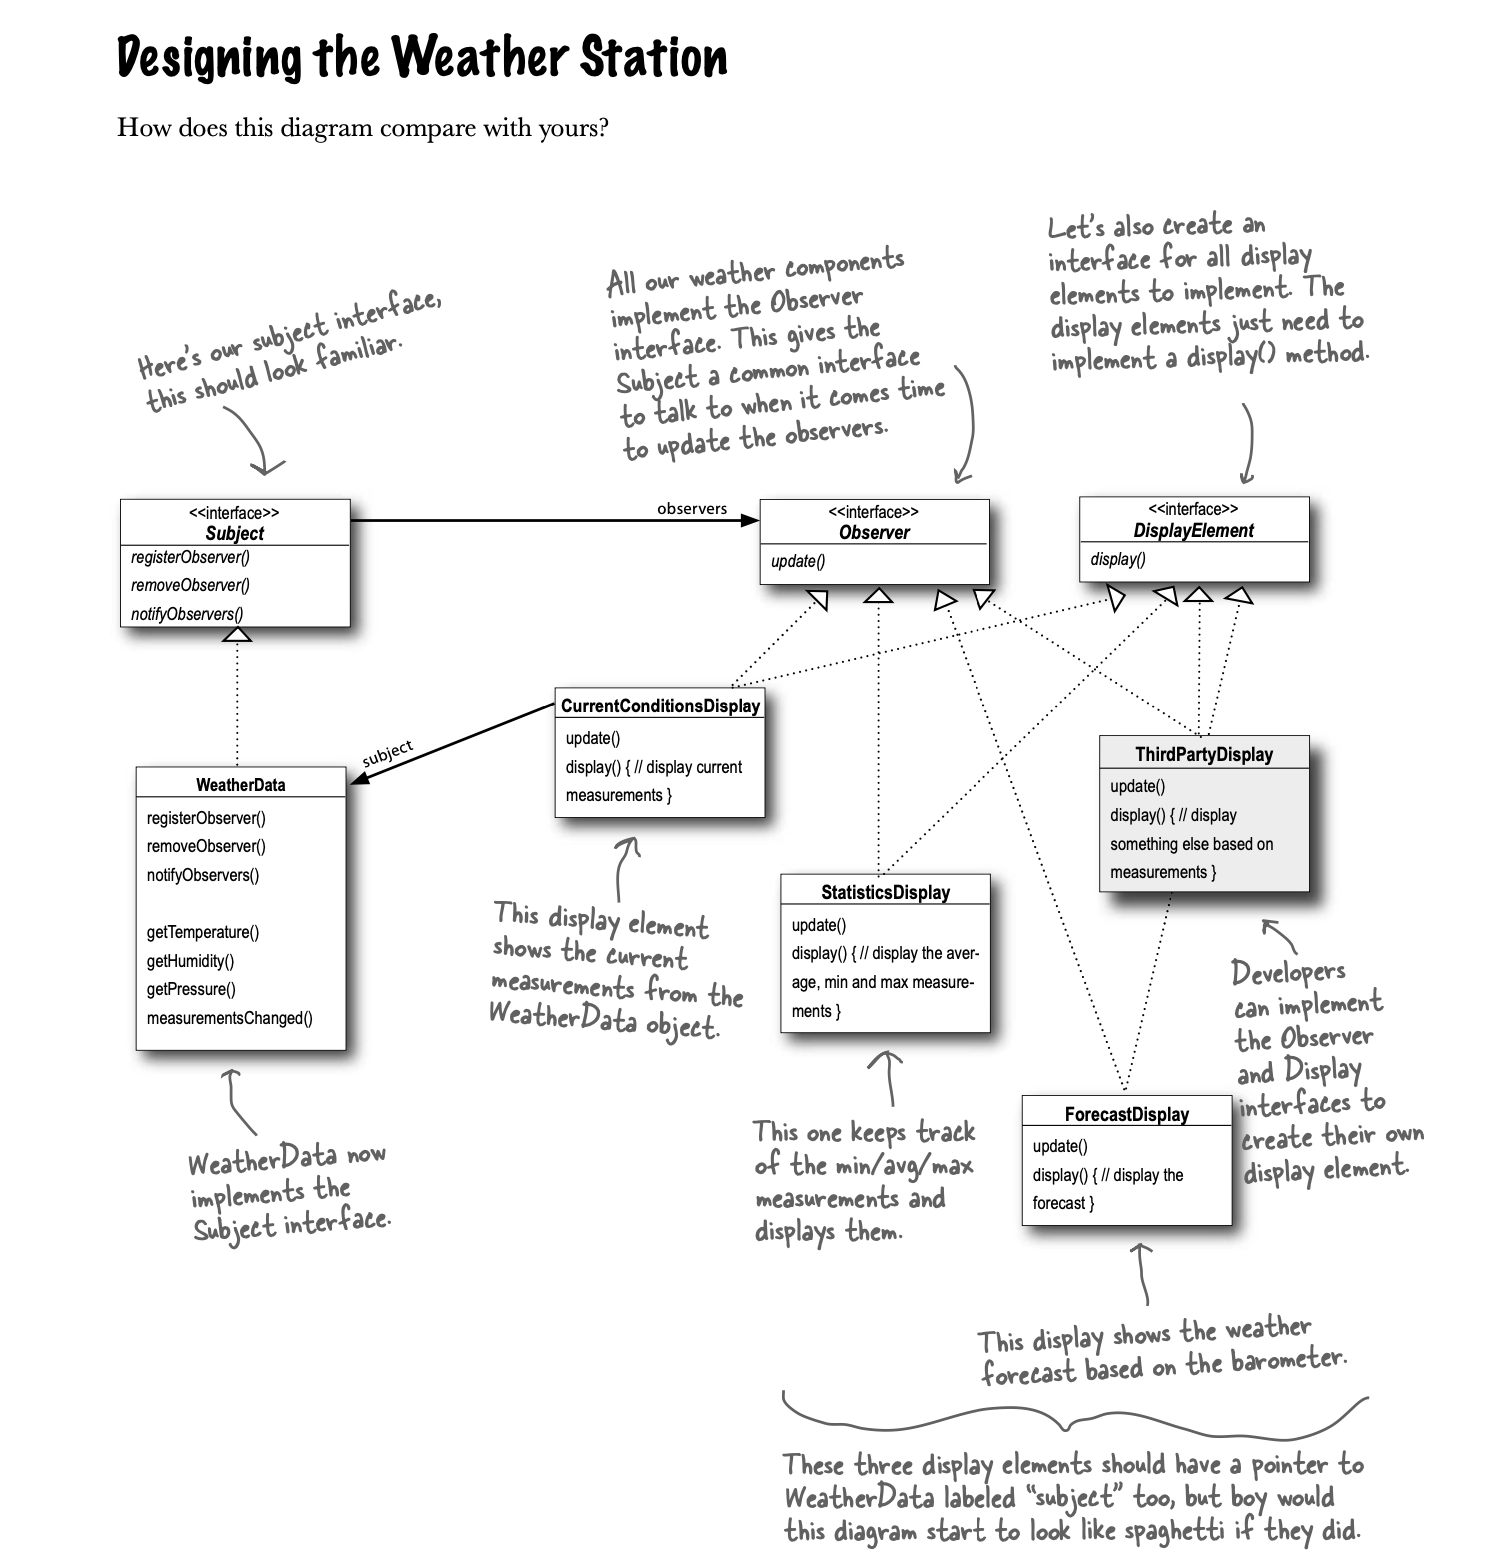 Designing the Weather Station
How does this diagram compare with yours?
Here's our subject interface,
this should look familiar.
All our weather components
implement the Observer
interface. This gives the
Subject a common interface
to talk to when it comes time
to update the observers.
Let's also create an
interface for all display
elements to implement. The
display elements just need to
implement a display() method.
<<interface>>
Subject
registerObserver()
removeObserver()
notifyObservers()
observers
<<interface>>
Observer
update()
<<interface>>
DisplayElement
display()
subject
CurrentConditionsDisplay
update()
display() { // display current
measurements }
ThirdPartyDisplay
update()
display() { // display
something else based on
measurements }
WeatherData
registerObserver()
removeObserver()
notifyObservers()
getTemperature()
getHumidity()
getPressure()
measurementsChanged()
This display element
shows the current
measurements from the
WeatherData object.
StatisticsDisplay
update()
display() { // display the aver-
age, min and max measure-
ments }
Developers
can implement
the Observer
and Display
interfaces to
create their own
display element.
WeatherData now
implements the
Subject interface.
This one keeps track
of the min/avg/max
measurements and
displays them.
ForecastDisplay
update()
display() { // display the
forecast }
This display shows the weather
forecast based on the barometer.
These three display elements should have a pointer to
WeatherData labeled “subject” too, but boy would
this diagram start to look like spaghetti if they did.